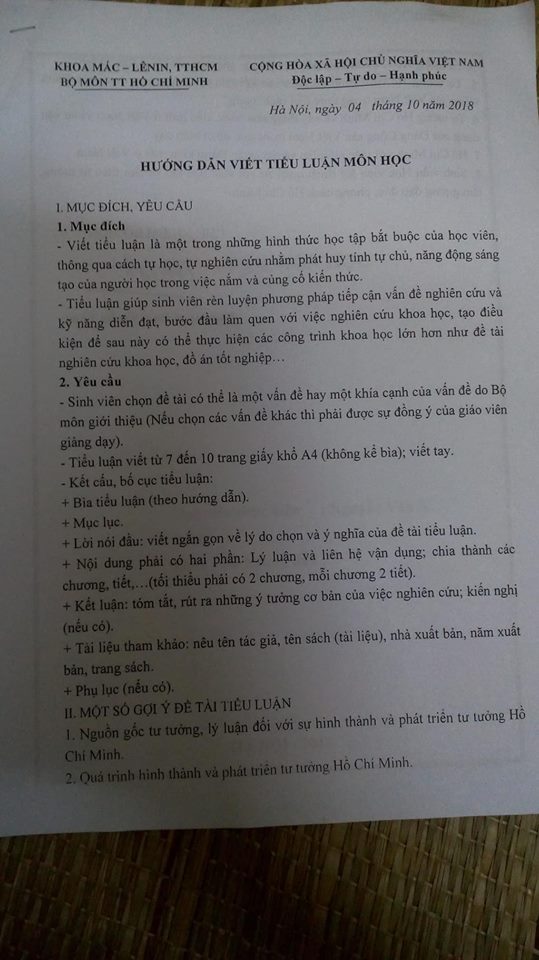 KHOA MÁC – LÊNIN, TTHCM
BỘ MÔN TT HỒ CHÍ MINH
CỘNG HÒA XÃ HỘI CHỦ NGHĨA VIỆT NAM
Độc lập – Tự do – Hạnh phúc
Hà Nội, ngày 04 tháng 10 năm 2018
HƯỚNG DẪN VIẾT TIỂU LUẬN MÔN HỌC
I. MỤC ĐÍCH, YÊU CẦU
1. Mục đích
- Viết tiểu luận là một trong những hình thức học tập bắt buộc của học viên,
thông qua cách tự học, tự nghiên cứu nhằm phát huy tính tự chủ, năng động sáng
tạo của người học trong việc nắm và củng cố kiến thức.
- Tiểu luận giúp sinh viên rèn luyện phương pháp tiếp cận vấn đề nghiên cứu và
kỹ năng diễn đạt, bước đầu làm quen với việc nghiên cứu khoa học, tạo điều
kiện để sau này có thể thực hiện các công trình khoa học lớn hơn như đề tài
nghiên cứu khoa học, đồ án tốt nghiệp…
2. Yêu cầu
- Sinh viên chọn đề tài có thể là một vấn đề hay một khía cạnh của vấn đề do Bộ
môn giới thiệu (Nếu chọn các vấn đề khác thì phải được sự đồng ý của giáo viên
giảng dạy).
- Tiểu luận viết từ 7 đến 10 trang giấy khổ A4 (không kể bìa); viết tay.
- Kết cấu, bố cục tiểu luận:
+ Bìa tiểu luận (theo hướng dẫn).
+ Mục lục.
+ Lời nói đầu: viết ngắn gọn về lý do chọn và ý nghĩa của đề tài tiểu luận.
+ Nội dung phải có hai phần: Lý luận và liên hệ vận dụng; chia thành các
chương, tiết,…(tối thiểu phải có 2 chương, mỗi chương 2 tiết).
+ Kết luận: tóm tắt, rút ra những ý tưởng cơ bản của việc nghiên cứu; kiến nghị
(nếu có).
+ Tài liệu tham khảo: nêu tên tác giả, tên sách (tài liệu), nhà xuất bản, năm xuất
bản, trang sách.
+ Phụ lục (nếu có).
II. MỘT SỐ GỢI Ý ĐỀ TÀI TIỂU LUẬN
1. Nguồn gốc tư tưởng, lý luận đối với sự hình thành và phát triển tư tưởng Hồ
Chí Minh.
2. Quá trình hình thành và phát triển tư tưởng Hồ Chí Minh.